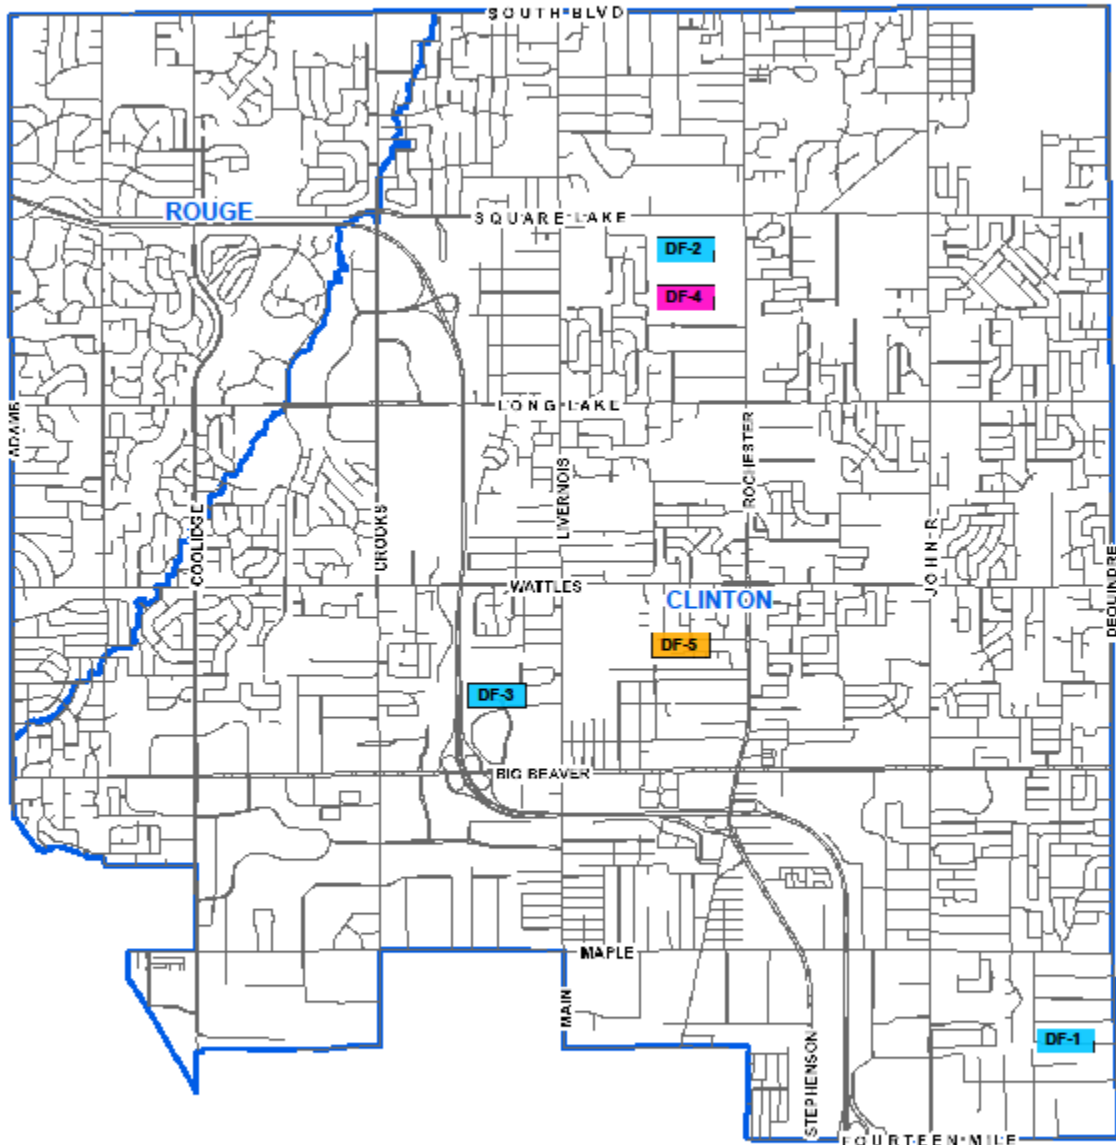 SOUTH BLVD
ROUGE
SQUARE LAKE
DF-2
DF-4
LONG LAKE
ADAMS
COOLIDGE
CROOKS
LIVERNOIS
ROCHESTER
JOHN R
DEQUINDRE
WATTLES
CLINTON
DF-5
DF-3
BIG BEAVER
MAPLE
MAIN
STEPHENSON
DF-1
FOURTEEN MILE